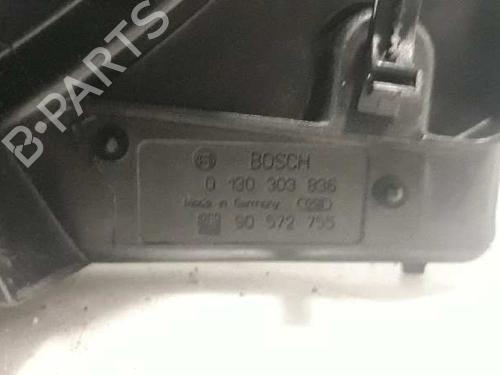 B-PARTS
BOSCH
0 130 303 836
Made in Germany
90 572 755